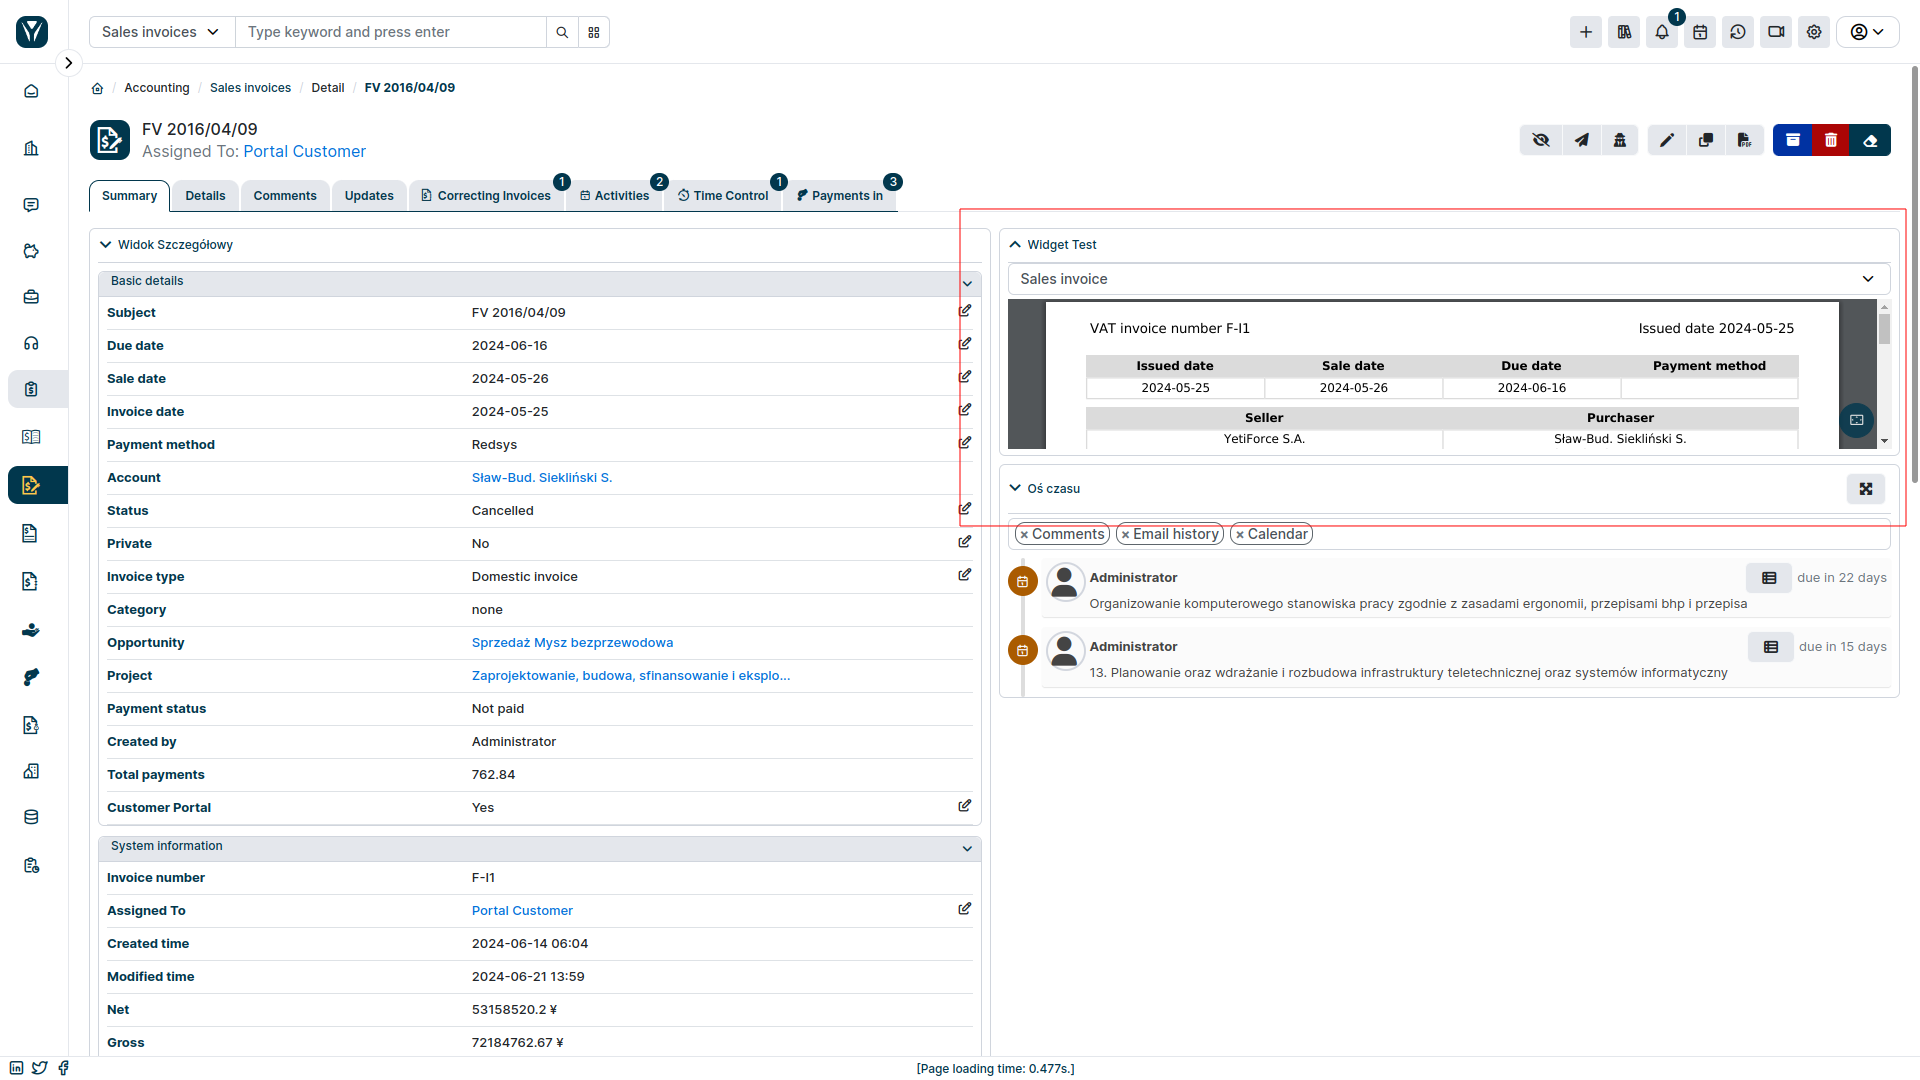 Sales invoices
Type keyword and press enter
1
Accounting / Sales invoices / Detail / FV 2016/04/09
FV 2016/04/09
Assigned To: Portal Customer
Summary
Details
Comments
Updates
Correcting Invoices 1
Activities 2
Time Control 1
Payments in 3
Widok Szczegółowy
Basic details
Subject FV 2016/04/09
Due date 2024-06-16
Sale date 2024-05-26
Invoice date 2024-05-25
Payment method Redsys
Account Sław-Bud. Siekliński S.
Status Cancelled
Private No
Invoice type Domestic invoice
Category none
Opportunity Sprzedaż Mysz bezprzewodowa
Project Zaprojektowanie, budowa, sfinansowanie i eksplo...
Payment status Not paid
Created by Administrator
Total payments 762.84
Customer Portal Yes
System information
Invoice number F-I1
Assigned To Portal Customer
Created time 2024-06-14 06:04
Modified time 2024-06-21 13:59
Net 53158520.2 ¥
Gross 72184762.67 ¥
Widget Test
Sales invoice
VAT invoice number F-I1 Issued date 2024-05-25
Issued date Sale date Due date Payment method
2024-05-25 2024-05-26 2024-06-16
Seller Purchaser
YetiForce S.A. Sław-Bud. Siekliński S.
Oś czasu
× Comments × Email history × Calendar
Administrator due in 22 days
Organizowanie komputerowego stanowiska pracy zgodnie z zasadami ergonomii, przepisami bhp i przepisa
Administrator due in 15 days
13. Planowanie oraz wdrażanie i rozbudowa infrastruktury teletechnicznej oraz systemów informatyczny
[Page loading time: 0.477s.]